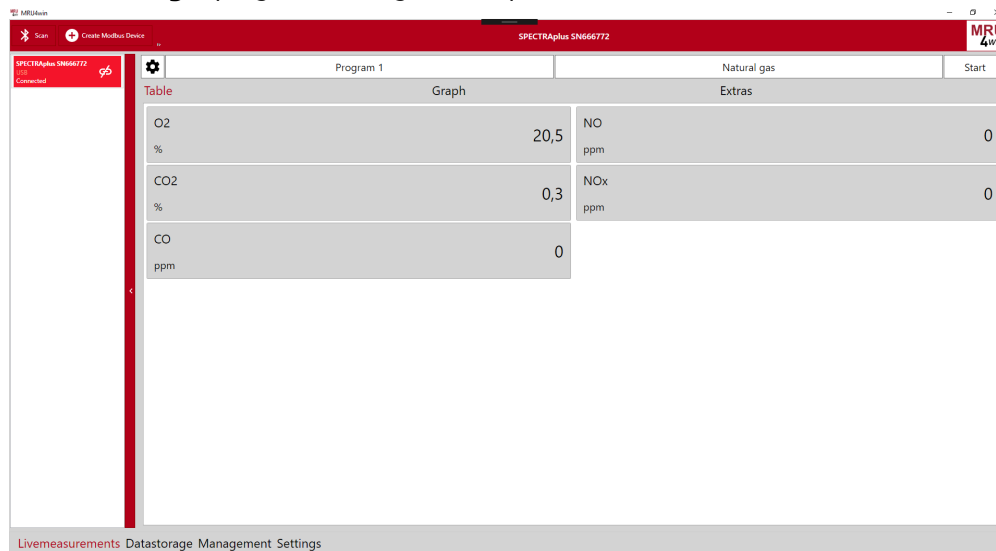 MRU4win
Scan
Create Modbus Device
SPECTRAplus SN666772
MRU
4w
SPECTRAplus SN666772
USB
Connected
Program 1
Natural gas
Start
Table
Graph
Extras
O2
20,5
%
NO
0
ppm
CO2
0,3
%
NOx
0
ppm
CO
0
ppm
Livemeasurements Datastorage Management Settings